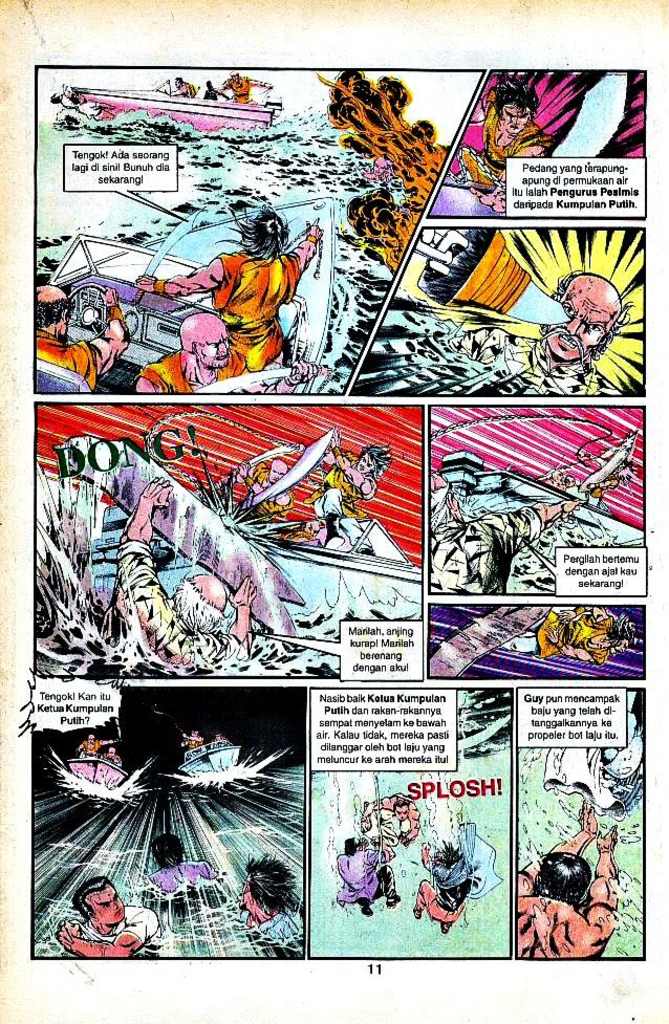 Tengok! Ada seorang
lagi di sini! Bunuh dia
sekarang!
Pedang yang terapung-
apung di permukaan air
itu ialah Pengurus Pesimis
daripada Kumpulan Putih.
DONG!
Marilah, anjing
kurap! Marilah
berenang
dengan aku!
Pergilah bertemu
dengan ajal kau
sekarang!
Tengok! Kan itu
Ketua Kumpulan
Putih?
Nasib baik Ketua Kumpulan
Putih dan rakan-rakannya
sempat menyelam ke bawah
air. Kalau tidak, mereka pasti
dilanggar oleh bot laju yang
meluncur ke arah mereka itu!
SPLOSH!
Guy pun mencampak
baju yang telah di-
tanggalkannya ke
propeler bot laju itu.
11